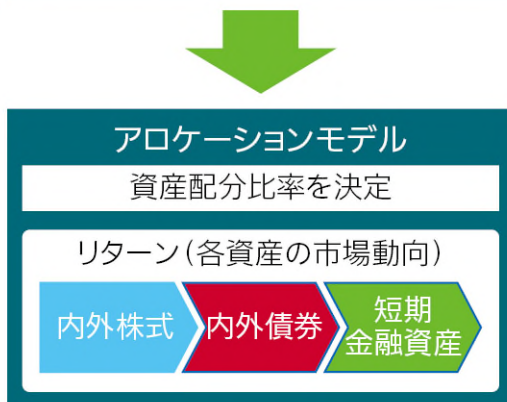 アロケーションモデル
資産配分比率を決定
リターン(各資産の市場動向)
内外株式
内外債券
短期
金融資産